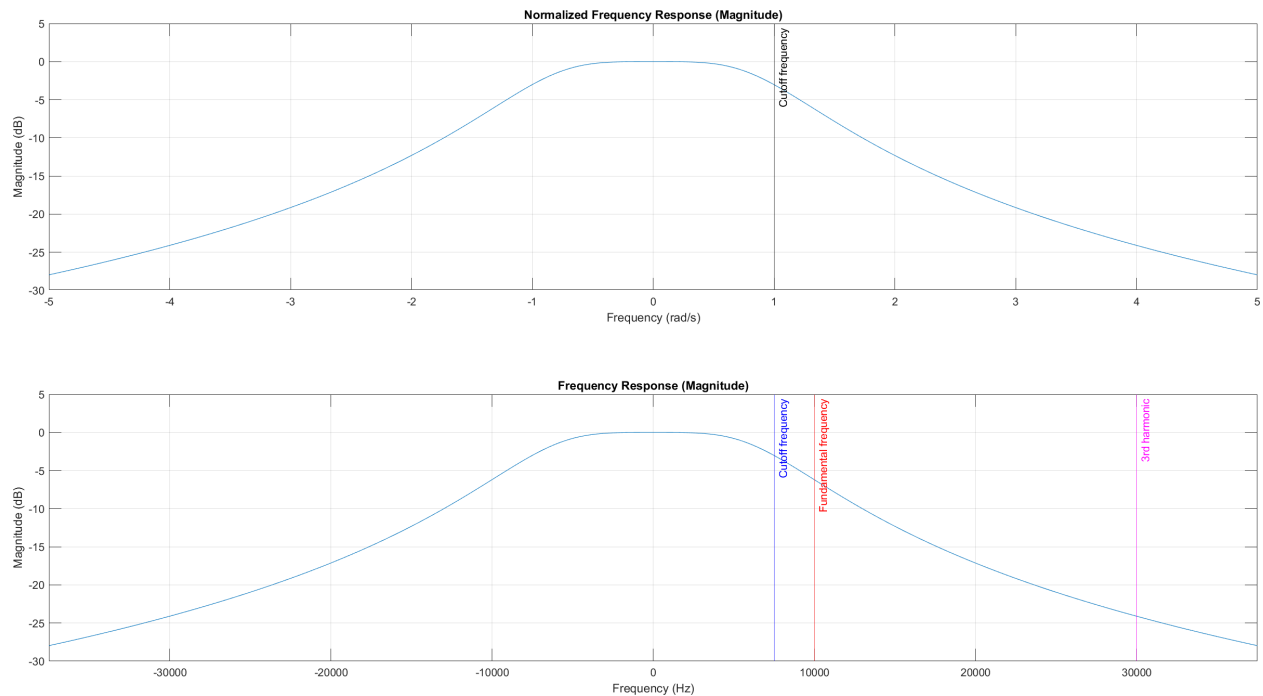 Normalized Frequency Response (Magnitude)
5
0
-5
-10
-15
-20
-25
-30
Magnitude (dB)
Cutoff frequency
-5 -4 -3 -2 -1 0 1 2 3 4 5
Frequency (rad/s)
Frequency Response (Magnitude)
5
0
-5
-10
-15
-20
-25
-30
Magnitude (dB)
Cutoff frequency
Fundamental frequency
3rd harmonic
-30000 -20000 -10000 0 10000 20000 30000
Frequency (Hz)